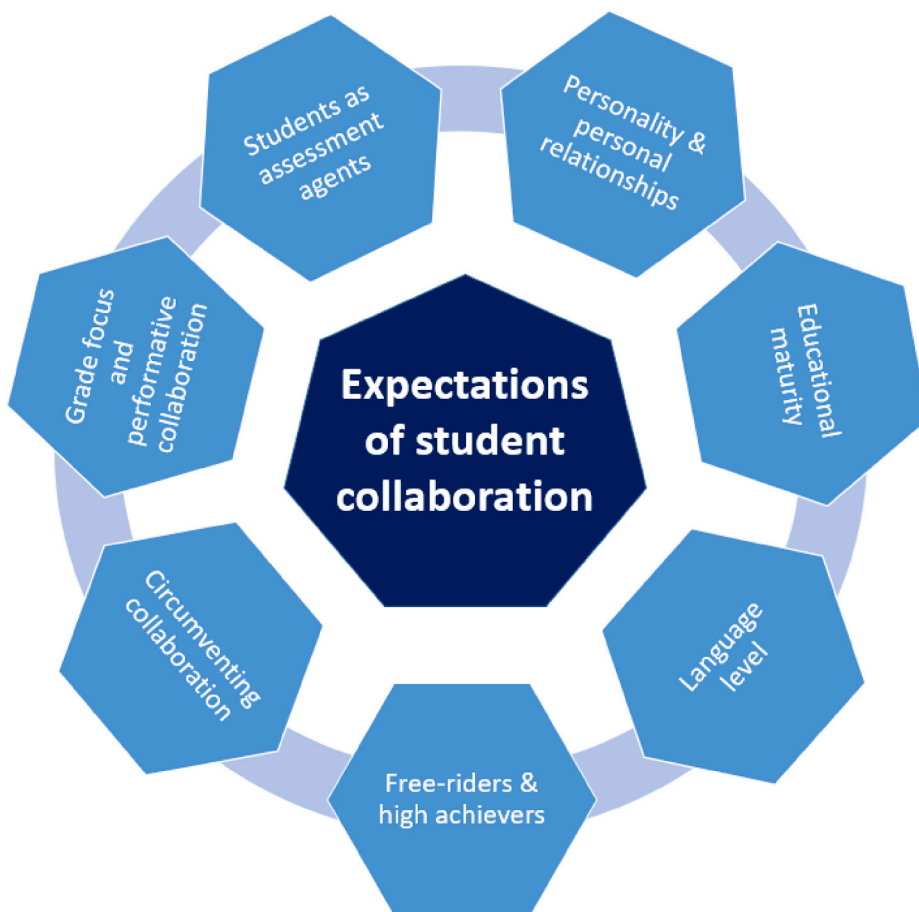 Students as
assessment
agents
Personality &
personal
relationships
Educational
maturity
Language
level
Free-riders &
high achievers
Circumventing
collaboration
Grade focus
and
performative
collaboration
Expectations
of student
collaboration